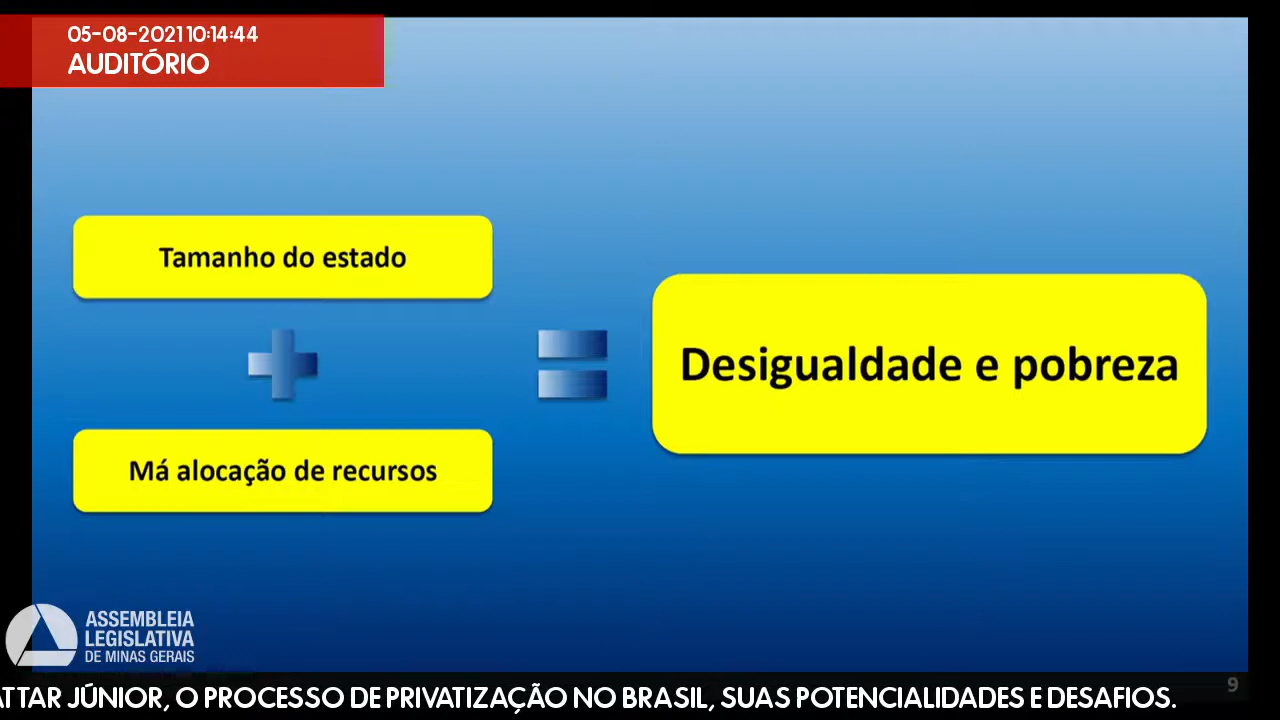 05-08-2021 10:14:44
AUDITÓRIO
Tamanho do estado
Má alocação de recursos
Desigualdade e pobreza
ASSEMBLEIA
LEGISLATIVA
DE MINAS GERAIS
9
ATTAR JÚNIOR, O PROCESSO DE PRIVATIZAÇÃO NO BRASIL, SUAS POTENCIALIDADES E DESAFIOS.